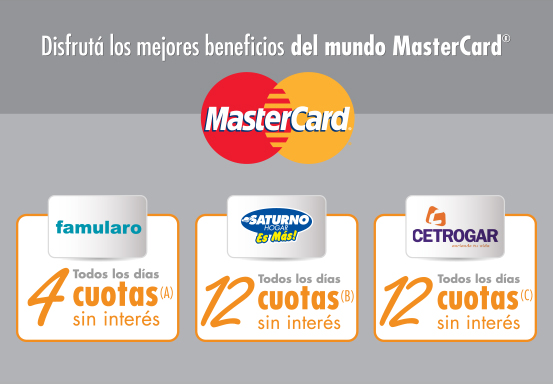 Disfrutá los mejores beneficios del mundo MasterCard®
MasterCard
famularo
Todos los días
4 cuotas (A)
sin interés
SATURNO
HOGAR
Es Más!
Todos los días
12 cuotas (B)
sin interés
CETROGAR
Todos los días
12 cuotas (C)
sin interés